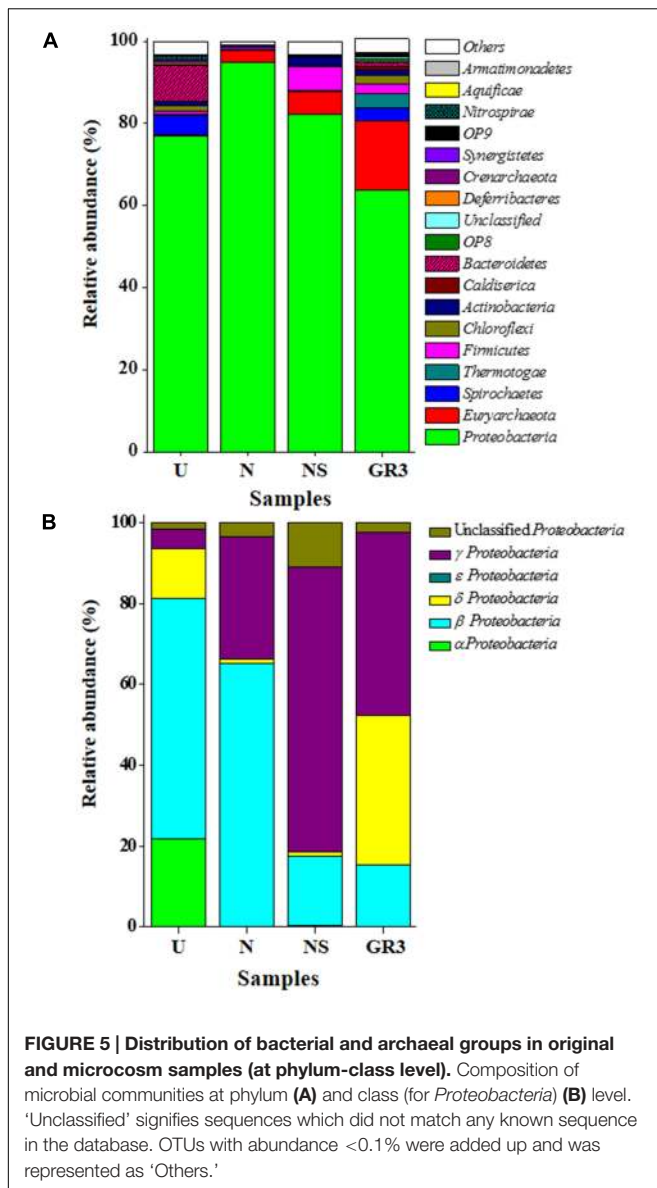 A
100
80
60
40
20
0
Relative abundance (%)
U N NS GR3
Samples
Others
Armatimonadetes
Aquificae
Nitrospirae
OP9
Synergistetes
Crenarchaeota
Deferribacteres
Unclassified
OP8
Bacteroidetes
Caldiserica
Actinobacteria
Chloroflexi
Firmicutes
Thermotogae
Spirochaetes
Euryarchaeota
Proteobacteria
B
100
80
60
40
20
0
Relative abundance (%)
U N NS GR3
Samples
Unclassified Proteobacteria
γ Proteobacteria
ε Proteobacteria
δ Proteobacteria
β Proteobacteria
α Proteobacteria
FIGURE 5 | Distribution of bacterial and archaeal groups in original
and microcosm samples (at phylum-class level). Composition of
microbial communities at phylum (A) and class (for Proteobacteria) (B) level.
‘Unclassified’ signifies sequences which did not match any known sequence
in the database. OTUs with abundance <0.1% were added up and was
represented as ‘Others.’